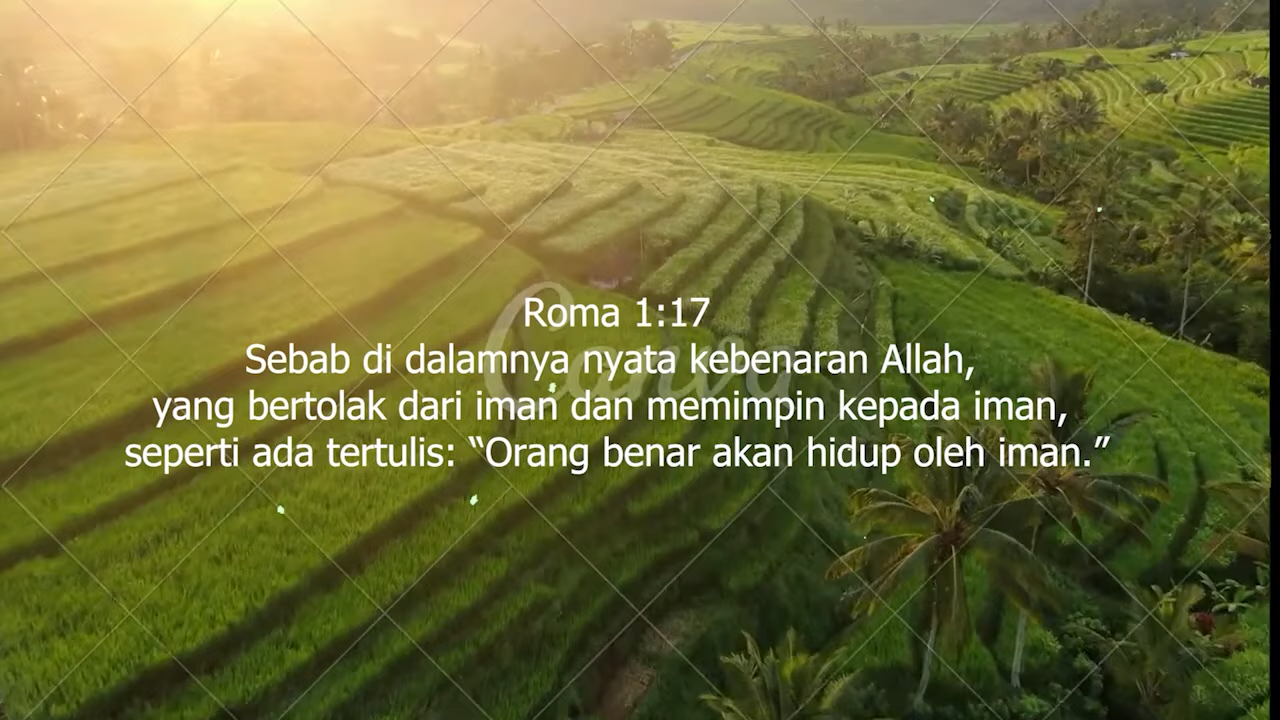 Roma 1:17
Sebab di dalamnya nyata kebenaran Allah,
yang bertolak dari iman dan memimpin kepada iman,
seperti ada tertulis: “Orang benar akan hidup oleh iman.”
Canva